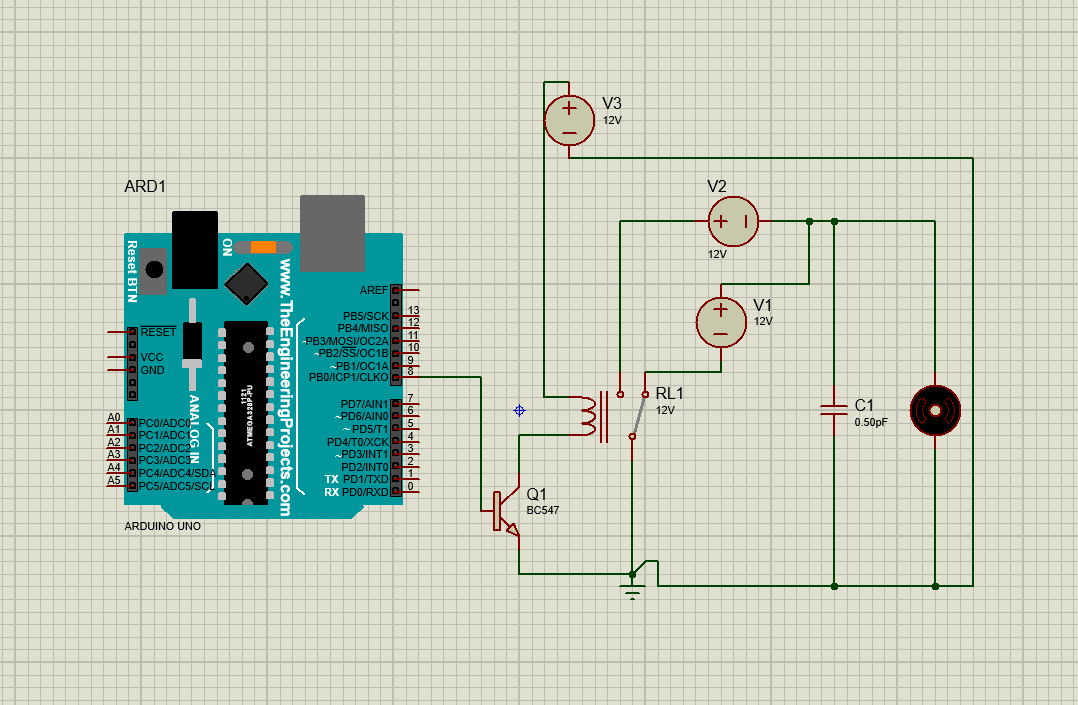 V3
12V
ARD1
V2
12V
Reset BTN
ON
www.TheEngineeringProjects.com
ANALOG IN
AREF
PB5/SCK 13
PB4/MISO 12
~PB3/MOSI/OC2A 11
~PB2/SS/OC1B 10
~PB1/OC1A 9
PB0/ICP1/CLKO 8
PD7/AIN1 7
~PD6/AIN0 6
~PD5/T1 5
PD4/T0/XCK 4
~PD3/INT1 3
PD2/INT0 2
TX PD1/TXD 1
RX PD0/RXD 0
RESET
VCC
GND
A0 PC0/ADC0
A1 PC1/ADC1
A2 PC2/ADC2
A3 PC3/ADC3
A4 PC4/ADC4/SDA
A5 PC5/ADC5/SCL
1121
ARDUINO UNO
V1
12V
RL1
12V
C1
0.50pF
Q1
BC547